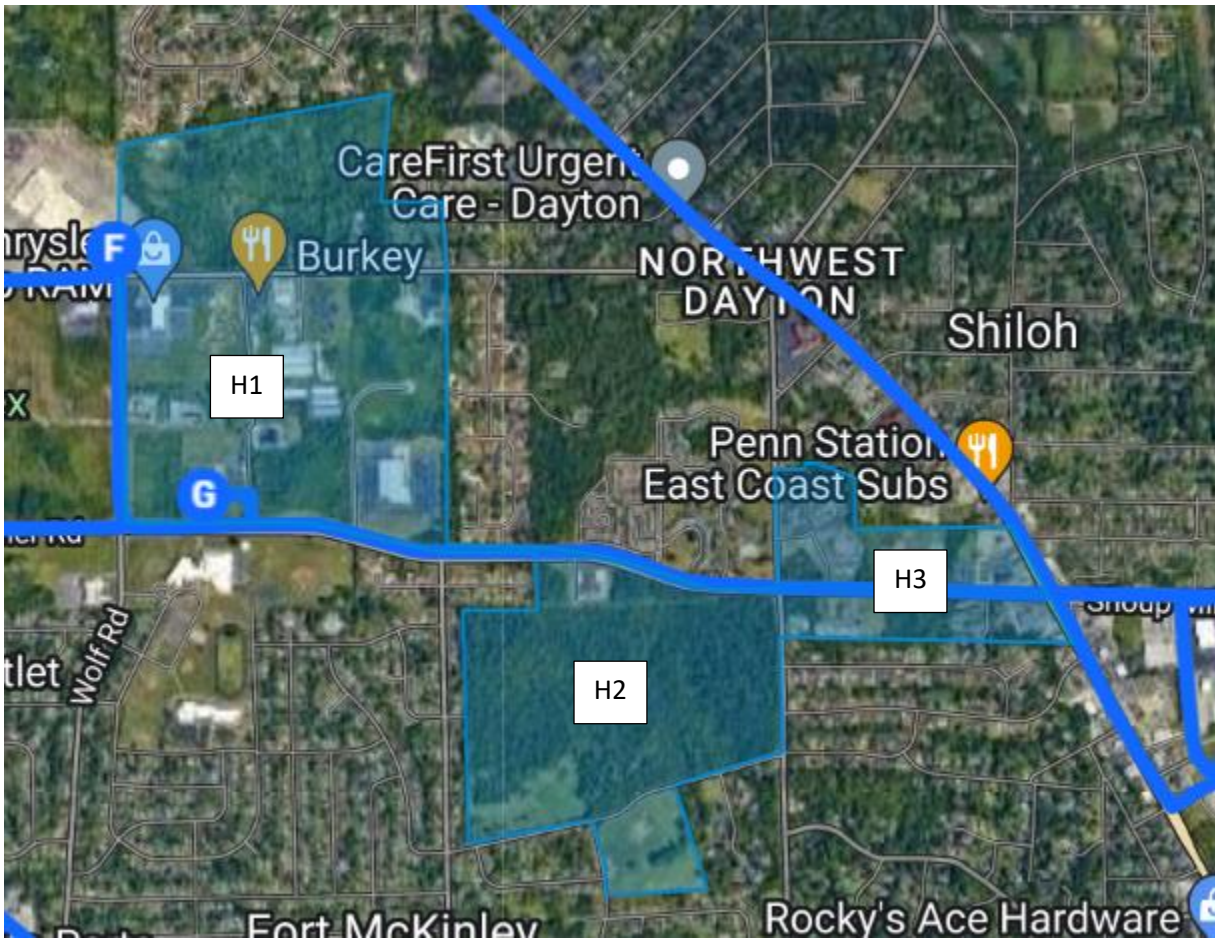 CareFirst Urgent
Care - Dayton
F
Burkey
NORTHWEST
DAYTON
Shiloh
H1
X
Penn Station
East Coast Subs
G
H3
Wolf Rd
H2
Fort McKinley
Rocky's Ace Hardware